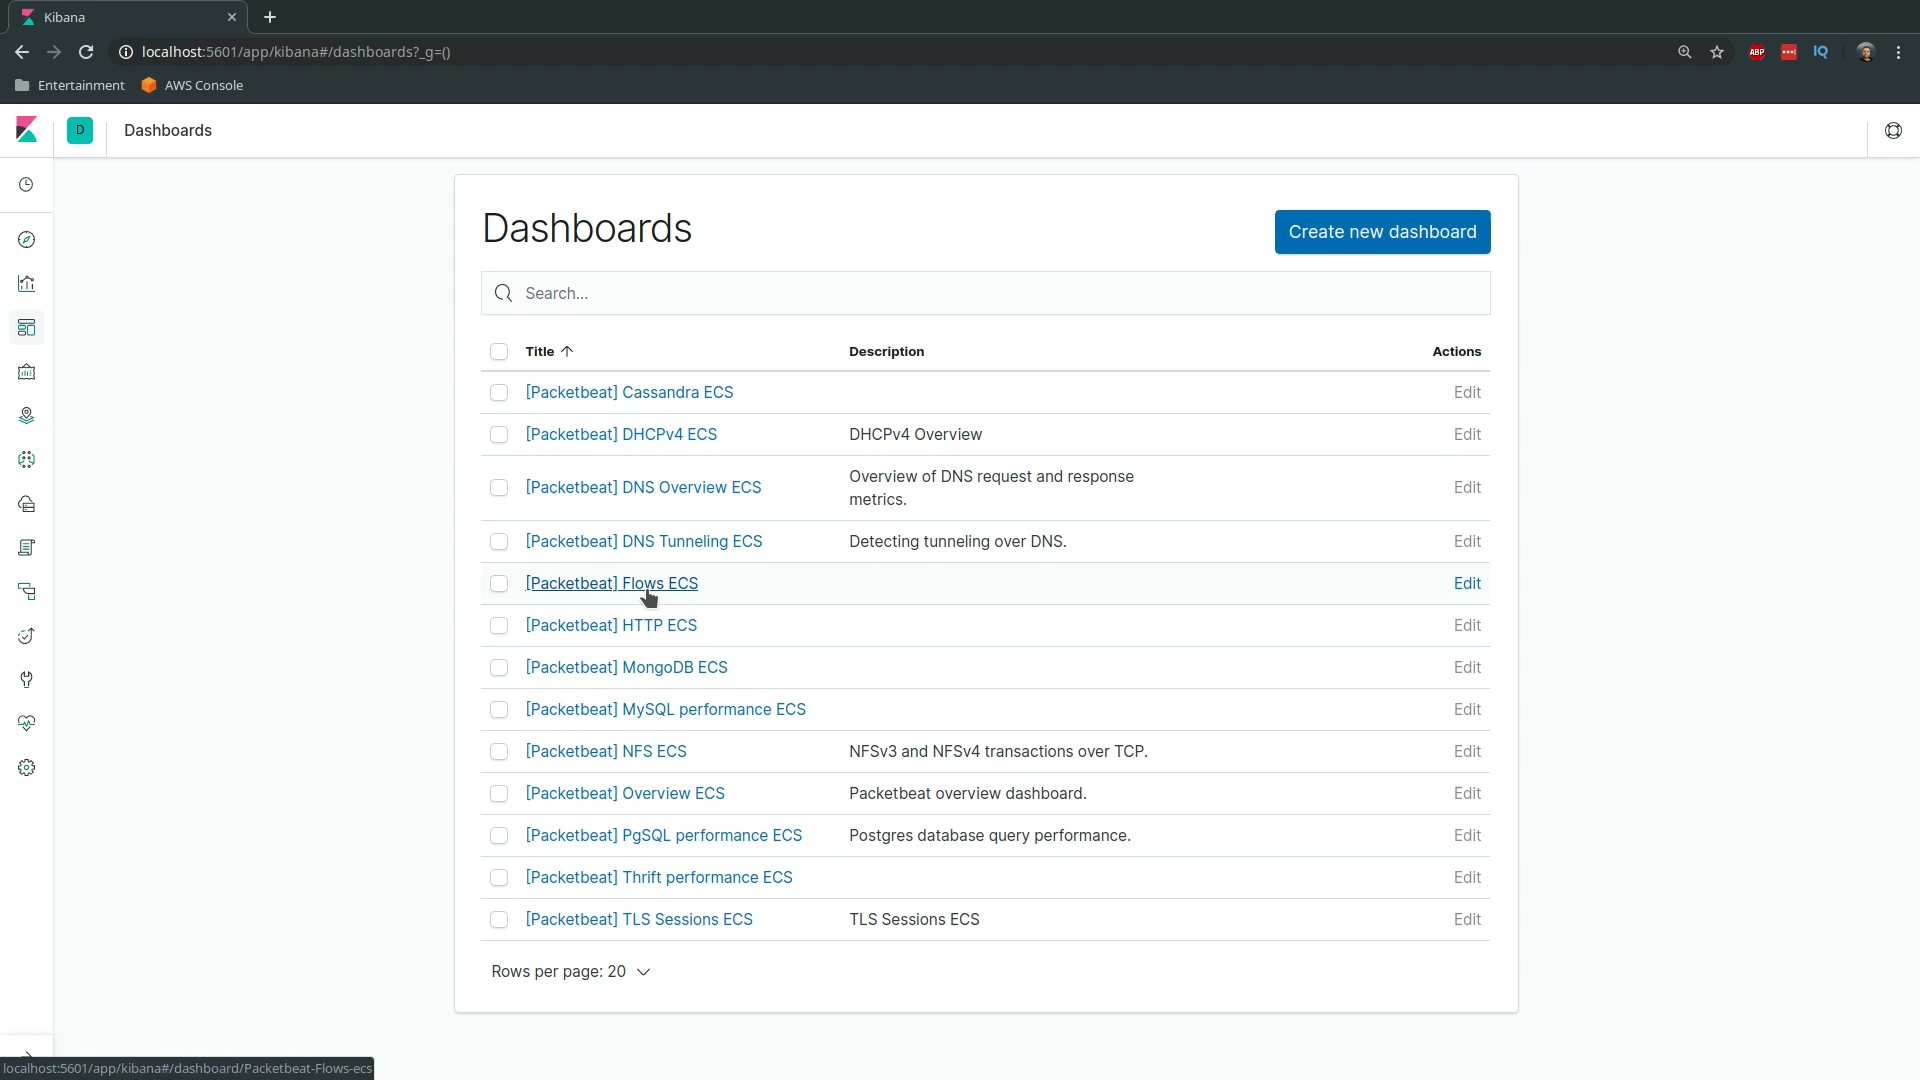 Kibana
localhost:5601/app/kibana#/dashboards?_g=()
ABP
IQ
Entertainment
AWS Console
D
Dashboards
Dashboards
Create new dashboard
Search...
Title Description Actions
[Packetbeat] Cassandra ECS Edit
[Packetbeat] DHCPv4 ECS DHCPv4 Overview Edit
[Packetbeat] DNS Overview ECS Overview of DNS request and response Edit
metrics.
[Packetbeat] DNS Tunneling ECS Detecting tunneling over DNS. Edit
[Packetbeat] Flows ECS Edit
[Packetbeat] HTTP ECS Edit
[Packetbeat] MongoDB ECS Edit
[Packetbeat] MySQL performance ECS Edit
[Packetbeat] NFS ECS NFSv3 and NFSv4 transactions over TCP. Edit
[Packetbeat] Overview ECS Packetbeat overview dashboard. Edit
[Packetbeat] PgSQL performance ECS Postgres database query performance. Edit
[Packetbeat] Thrift performance ECS Edit
[Packetbeat] TLS Sessions ECS TLS Sessions ECS Edit
Rows per page: 20
localhost:5601/app/kibana#/dashboard/Packetbeat-Flows-ecs